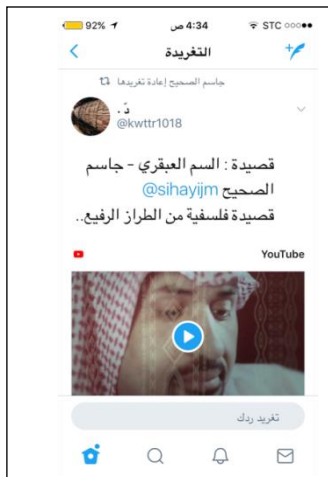 92% 4:34 ص STC
التغريدة
جاسم الصحيح إعادة تغريدها
دَ .
@kwttr1018
قصيدة : السم العبقري - جاسم
الصحيح @sihayijm
قصيدة فلسفية من الطراز الرفيع..
YouTube
تغريد ردك